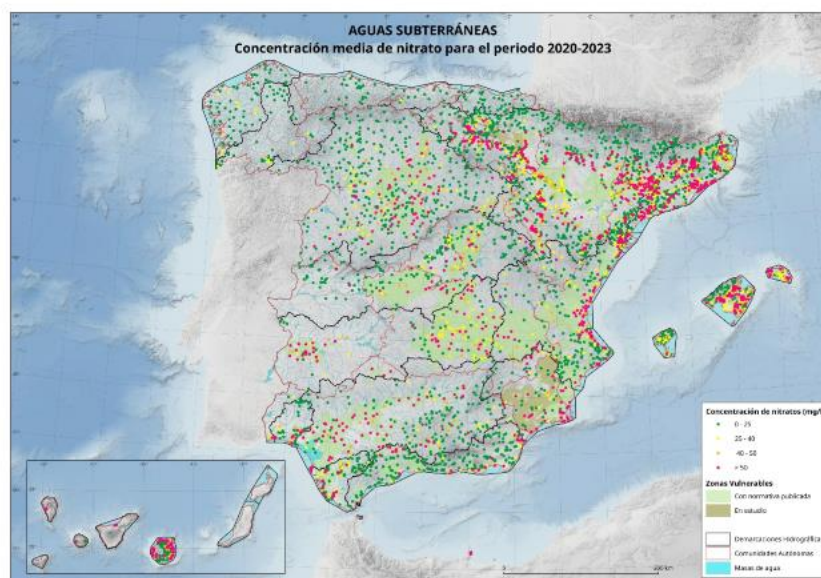 AGUAS SUBTERRÁNEAS
Concentración media de nitrato para el periodo 2020-2023
Concentración de nitratos (mg/l
0 - 25
25 - 40
40 - 50
> 50
Zonas Vulnerables
Con normativa publicada
En estudio
Demarcaciones Hidrográfica
Comunidades Autónomas
Masas de agua